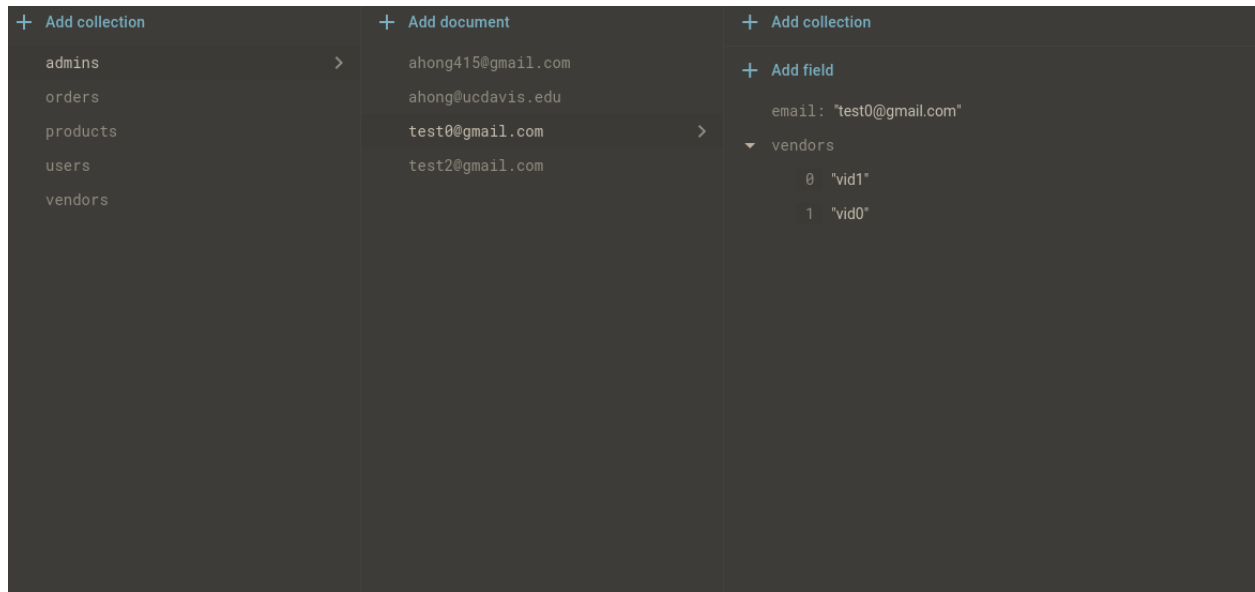 Add collection
admins
orders
products
users
vendors
Add document
ahong415@gmail.com
ahong@ucdavis.edu
test0@gmail.com
test2@gmail.com
Add collection
Add field
email: "test0@gmail.com"
vendors
0 "vid1"
1 "vid0"